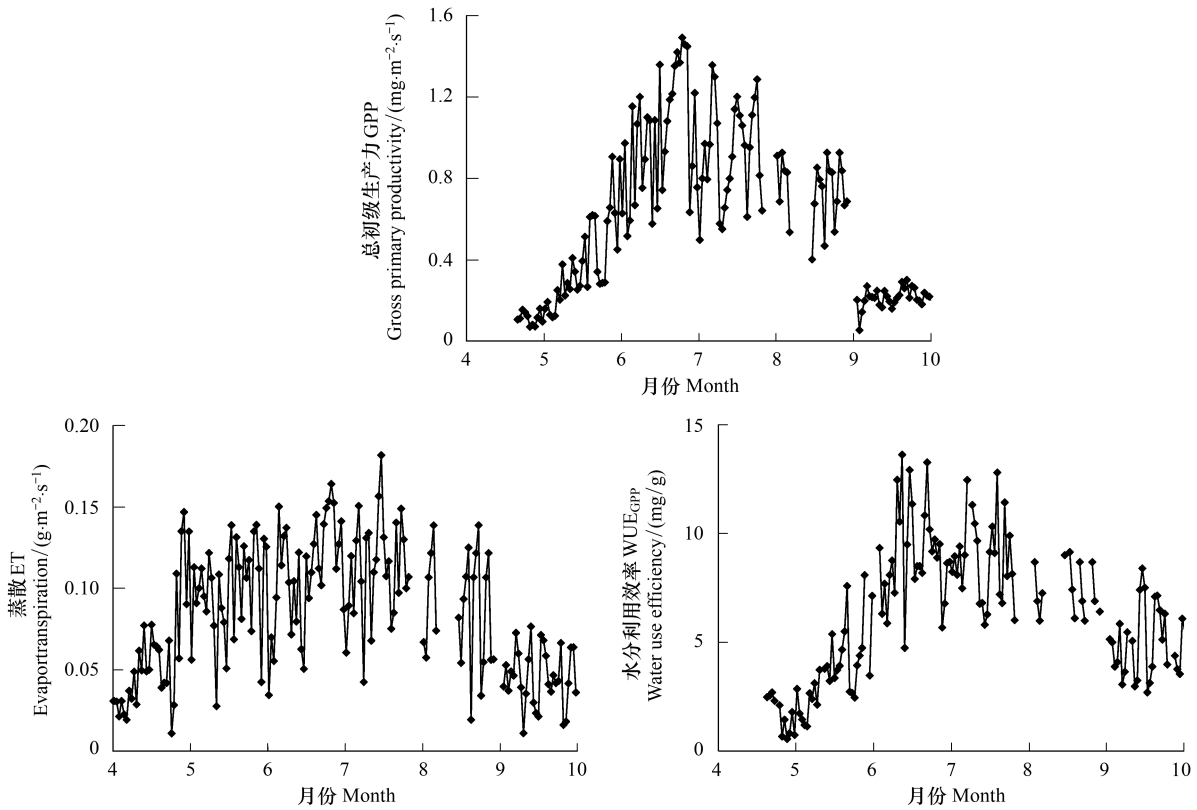 总初级生产力 GPP
Gross primary productivity/(mg·m⁻²·s⁻¹)
1.6
1.2
0.8
0.4
0
4 5 6 7 8 9 10
月份 Month
蒸散 ET
Evaportranspiration/(g·m⁻²·s⁻¹)
0.20
0.15
0.10
0.05
0
4 5 6 7 8 9 10
月份 Month
水分利用效率 WUE_GPP
Water use efficiency/(mg/g)
15
10
5
0
4 5 6 7 8 9 10
月份 Month